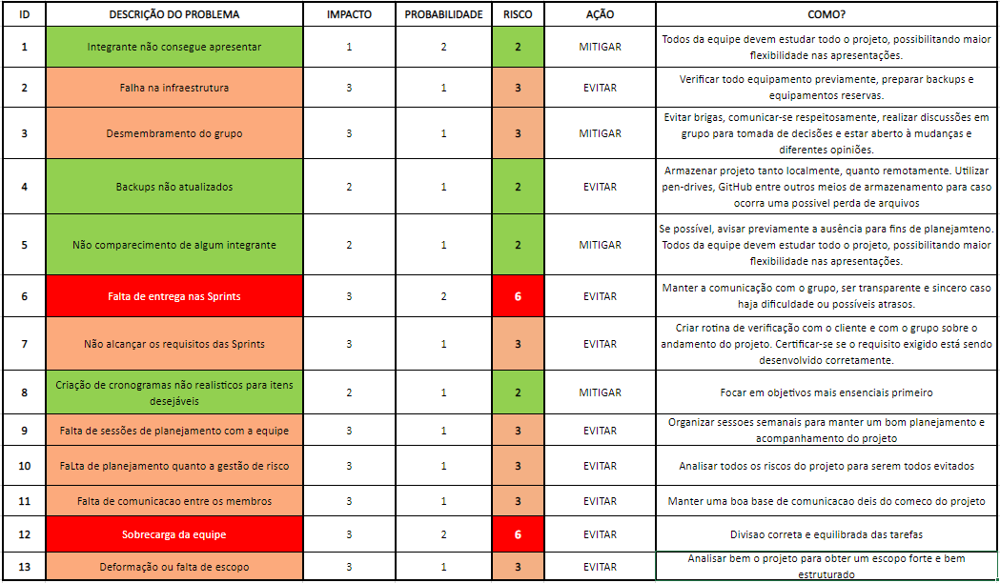 ID DESCRIÇÃO DO PROBLEMA IMPACTO PROBABILIDADE RISCO AÇÃO COMO?
1 Integrante não consegue apresentar 1 2 2 MITIGAR Todos da equipe devem estudar todo o projeto, possibilitando maior
flexibilidade nas apresentações.
2 Falha na infraestrutura 3 1 3 EVITAR Verificar todo equipamento previamente, preparar backups e
equipamentos reservas.
3 Desmembramento do grupo 3 1 3 MITIGAR Evitar brigas, comunicar-se respeitosamente, realizar discussões em
grupo para tomada de decisões e estar aberto à mudanças e
diferentes opiniões.
4 Backups não atualizados 2 1 2 EVITAR Armazenar projeto tanto localmente, quanto remotamente. Utilizar
pen-drives, GitHub entre outros meios de armazenamento para caso
ocorra uma possivel perda de arquivos
5 Não comparecimento de algum integrante 2 1 2 MITIGAR Se possível, avisar previamente a ausência para fins de planejamteno.
Todos da equipe devem estudar todo o projeto, possibilitando maior
flexibilidade nas apresentações.
6 Falta de entrega nas Sprints 3 2 6 EVITAR Manter a comunicação com o grupo, ser transparente e sincero caso
haja dificuldade ou possíveis atrasos.
7 Não alcançar os requisitos das Sprints 3 1 3 EVITAR Criar rotina de verificação com o cliente e com o grupo sobre o
andamento do projeto. Certificar-se se o requisito exigido está sendo
desenvolvido corretamente.
8 Criação de cronogramas não realisticos para itens
desejáveis 2 1 2 MITIGAR Focar em objetivos mais ensenciais primeiro
9 Falta de sessões de planejamento com a equipe 3 1 3 EVITAR Organizar sessoes semanais para manter um bom planejamento e
acompanhamento do projeto
10 FaLta de planejamento quanto a gestão de risco 3 1 3 EVITAR Analisar todos os riscos do projeto para serem todos evitados
11 Falta de comunicacao entre os membros 3 1 3 EVITAR Manter uma boa base de comunicacao deis do comeco do projeto
12 Sobrecarga da equipe 3 2 6 EVITAR Divisao correta e equilibrada das tarefas
13 Deformação ou falta de escopo 3 1 3 EVITAR Analisar bem o projeto para obter um escopo forte e bem
estruturado